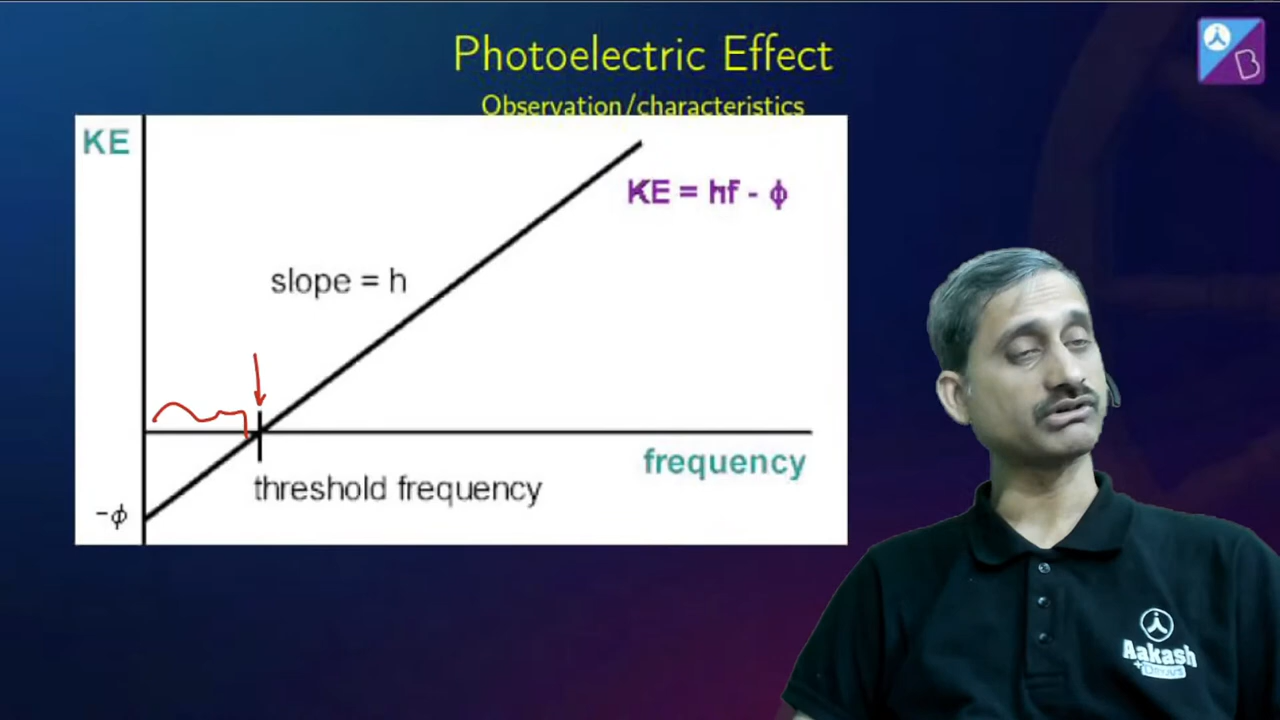 Photoelectric Effect
Observation/characteristics
KE
KE = hf - ϕ
slope = h
frequency
threshold frequency
-ϕ
B
Aakash